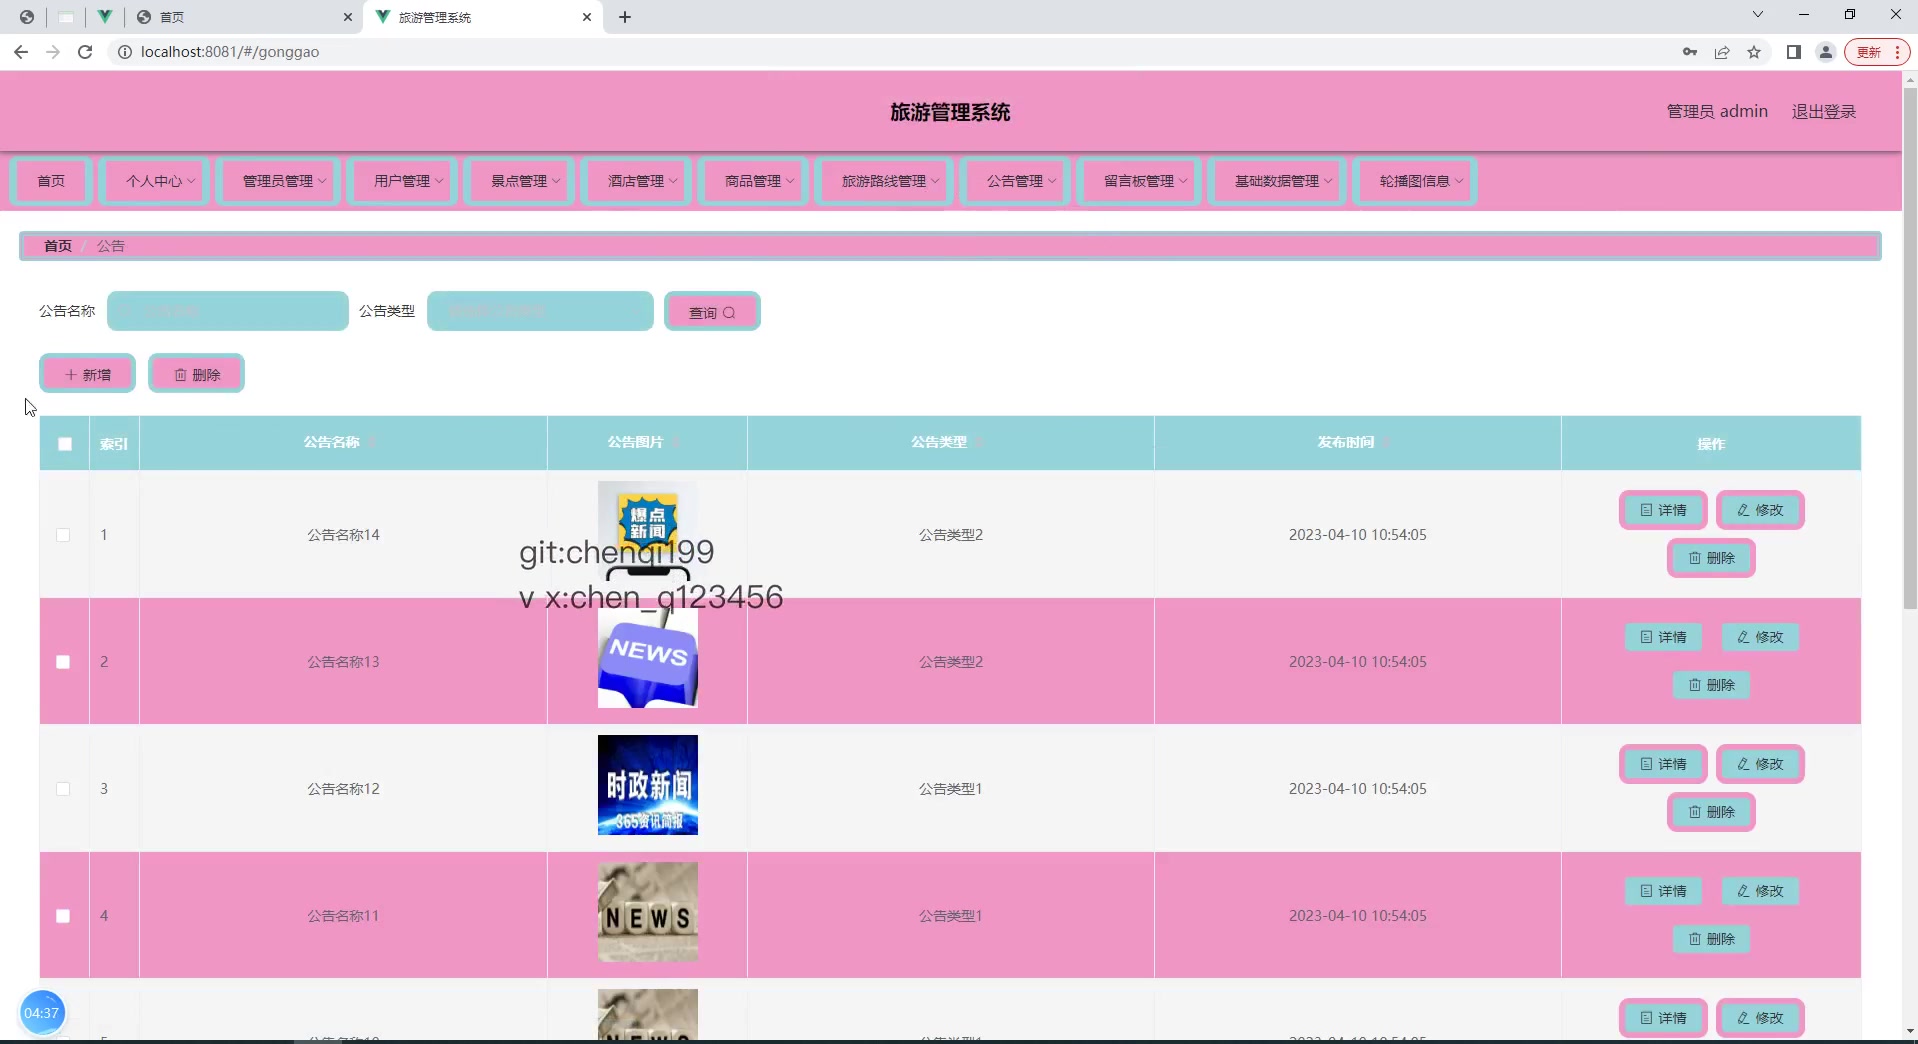 首页
旅游管理系统
localhost:8081/#/gonggao
更新
旅游管理系统
管理员 admin
退出登录
首页
个人中心
管理员管理
用户管理
景点管理
酒店管理
商品管理
旅游路线管理
公告管理
留言板管理
基础数据管理
轮播图信息
首页 / 公告
公告名称
公告类型
查询
新增
删除
索引
公告名称
公告图片
公告类型
发布时间
操作
1
公告名称14
爆点
新闻
公告类型2
2023-04-10 10:54:05
详情
修改
删除
git:chenqi199
v x:chen_q123456
2
公告名称13
NEWS
公告类型2
2023-04-10 10:54:05
详情
修改
删除
3
公告名称12
时政新闻
365资讯简报
公告类型1
2023-04-10 10:54:05
详情
修改
删除
4
公告名称11
NEWS
公告类型1
2023-04-10 10:54:05
详情
修改
删除
详情
修改
04:37